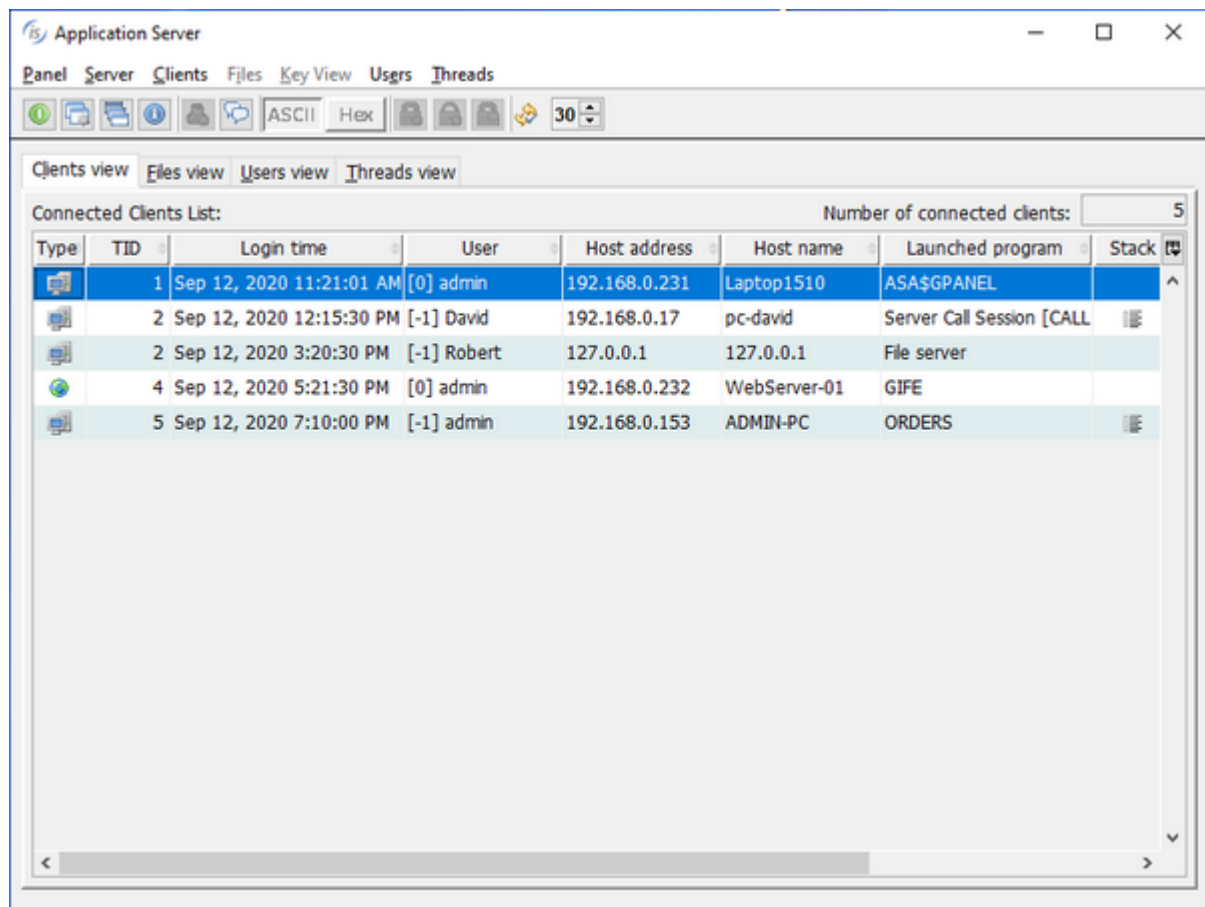 is Application Server
Panel Server Clients Files Key View Users Threads
ASCII Hex 30
Clients view Files view Users view Threads view
Connected Clients List: Number of connected clients: 5
Type TID Login time User Host address Host name Launched program Stack
1 Sep 12, 2020 11:21:01 AM [0] admin 192.168.0.231 Laptop1510 ASA$GPANEL
2 Sep 12, 2020 12:15:30 PM [-1] David 192.168.0.17 pc-david Server Call Session [CALL
2 Sep 12, 2020 3:20:30 PM [-1] Robert 127.0.0.1 127.0.0.1 File server
4 Sep 12, 2020 5:21:30 PM [0] admin 192.168.0.232 WebServer-01 GIFE
5 Sep 12, 2020 7:10:00 PM [-1] admin 192.168.0.153 ADMIN-PC ORDERS